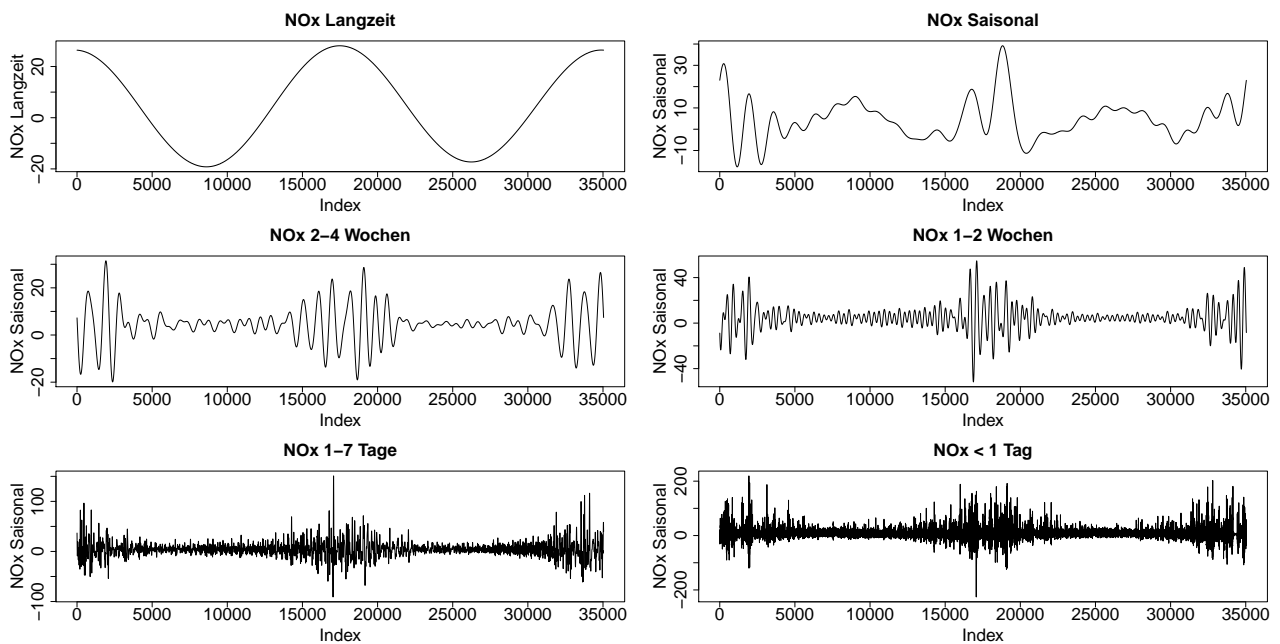 NOx Langzeit
NOx Langzeit
−20 0 20
0 5000 10000 15000 20000 25000 30000 35000
Index
NOx Saisonal
NOx Saisonal
−10 10 30
0 5000 10000 15000 20000 25000 30000 35000
Index
NOx 2−4 Wochen
NOx Saisonal
−20 0 20
0 5000 10000 15000 20000 25000 30000 35000
Index
NOx 1−2 Wochen
NOx Saisonal
−40 0 40
0 5000 10000 15000 20000 25000 30000 35000
Index
NOx 1−7 Tage
NOx Saisonal
−100 0 100
0 5000 10000 15000 20000 25000 30000 35000
Index
NOx < 1 Tag
NOx Saisonal
−200 0 200
0 5000 10000 15000 20000 25000 30000 35000
Index